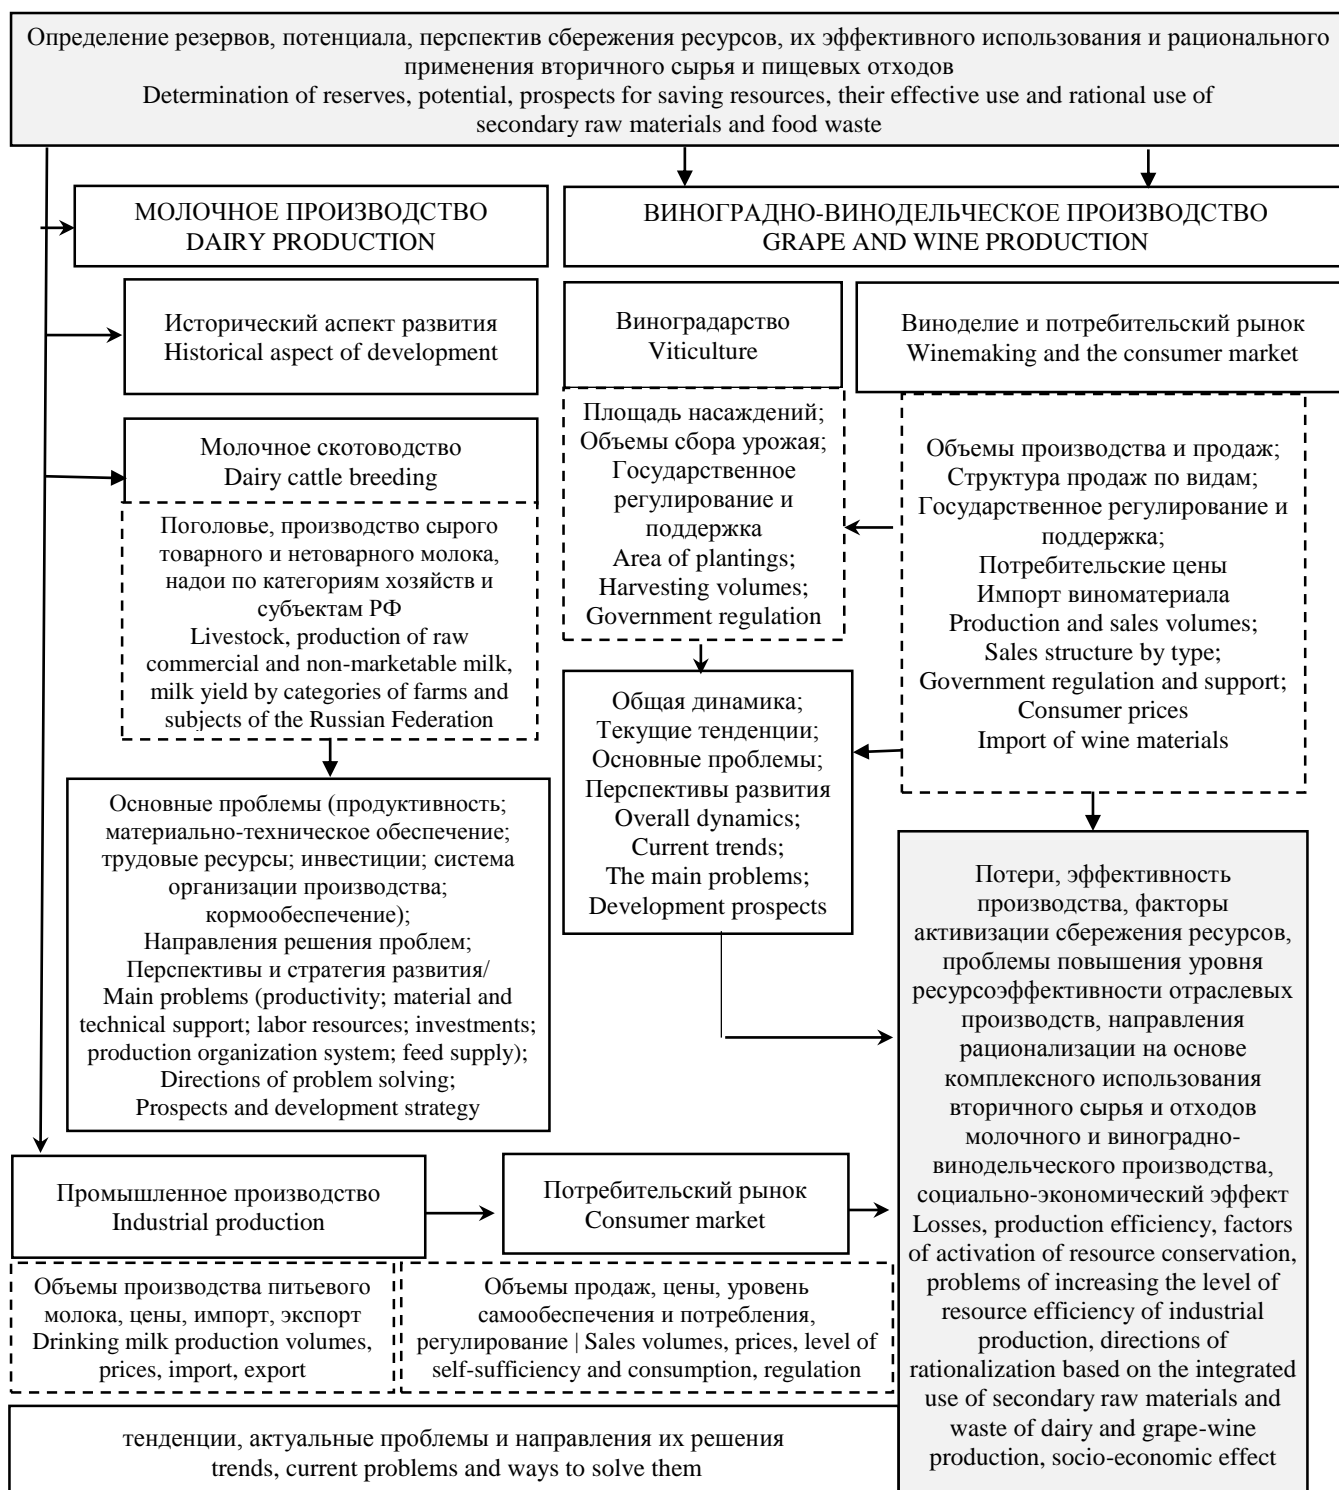 Определение резервов, потенциала, перспектив сбережения ресурсов, их эффективного использования и рационального
применения вторичного сырья и пищевых отходов
Determination of reserves, potential, prospects for saving resources, their effective use and rational use of
secondary raw materials and food waste
МОЛОЧНОЕ ПРОИЗВОДСТВО
DAIRY PRODUCTION
ВИНОГРАДНО-ВИНОДЕЛЬЧЕСКОЕ ПРОИЗВОДСТВО
GRAPE AND WINE PRODUCTION
Исторический аспект развития
Historical aspect of development
Виноградарство
Viticulture
Виноделие и потребительский рынок
Winemaking and the consumer market
Молочное скотоводство
Dairy cattle breeding
Поголовье, производство сырого
товарного и нетоварного молока,
надои по категориям хозяйств и
субъектам РФ
Livestock, production of raw
commercial and non-marketable milk,
milk yield by categories of farms and
subjects of the Russian Federation
Площадь насаждений;
Объемы сбора урожая;
Государственное
регулирование и
поддержка
Area of plantings;
Harvesting volumes;
Government regulation
Объемы производства и продаж;
Структура продаж по видам;
Государственное регулирование и
поддержка;
Потребительские цены
Импорт виноматериала
Production and sales volumes;
Sales structure by type;
Government regulation and support;
Consumer prices
Import of wine materials
Общая динамика;
Текущие тенденции;
Основные проблемы;
Перспективы развития
Overall dynamics;
Current trends;
The main problems;
Development prospects
Основные проблемы (продуктивность;
материально-техническое обеспечение;
трудовые ресурсы; инвестиции; система
организации производства;
кормообеспечение);
Направления решения проблем;
Перспективы и стратегия развития/
Main problems (productivity; material and
technical support; labor resources; investments;
production organization system; feed supply);
Directions of problem solving;
Prospects and development strategy
Потери, эффективность
производства, факторы
активизации сбережения ресурсов,
проблемы повышения уровня
ресурсоэффективности отраслевых
производств, направления
рационализации на основе
комплексного использования
вторичного сырья и отходов
молочного и виноградно-
винодельческого производства,
социально-экономический эффект
Losses, production efficiency, factors
of activation of resource conservation,
problems of increasing the level of
resource efficiency of industrial
production, directions of
rationalization based on the integrated
use of secondary raw materials and
waste of dairy and grape-wine
production, socio-economic effect
Промышленное производство
Industrial production
Потребительский рынок
Consumer market
Объемы производства питьевого
молока, цены, импорт, экспорт
Drinking milk production volumes,
prices, import, export
Объемы продаж, цены, уровень
самообеспечения и потребления,
регулирование | Sales volumes, prices, level of
self-sufficiency and consumption, regulation
тенденции, актуальные проблемы и направления их решения
trends, current problems and ways to solve them